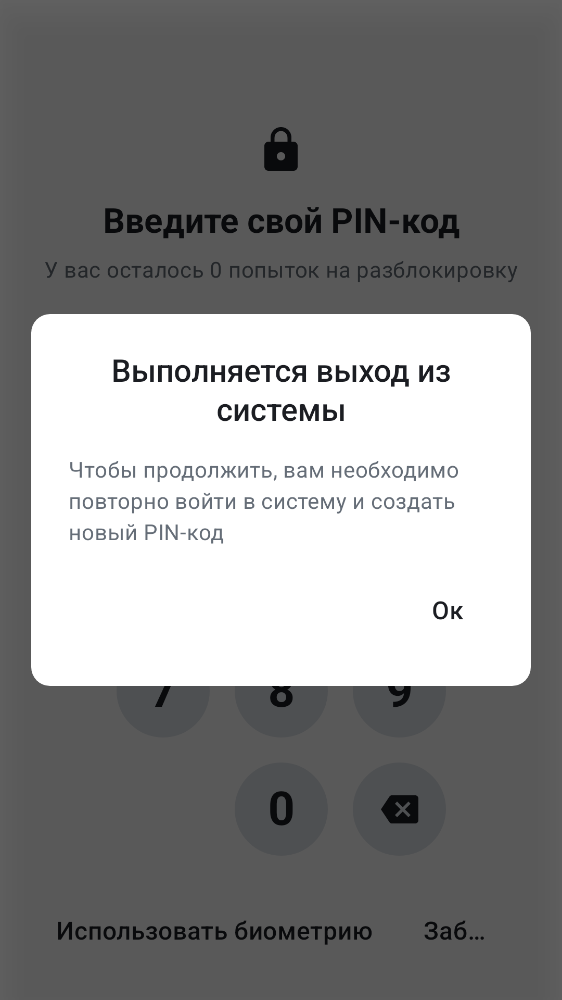 Введите свой PIN-код
У вас осталось 0 попыток на разблокировку
Выполняется выход из
системы
Чтобы продолжить, вам необходимо
повторно войти в систему и создать
новый PIN-код
Ок
7 8 9
0
Использовать биометрию Заб...